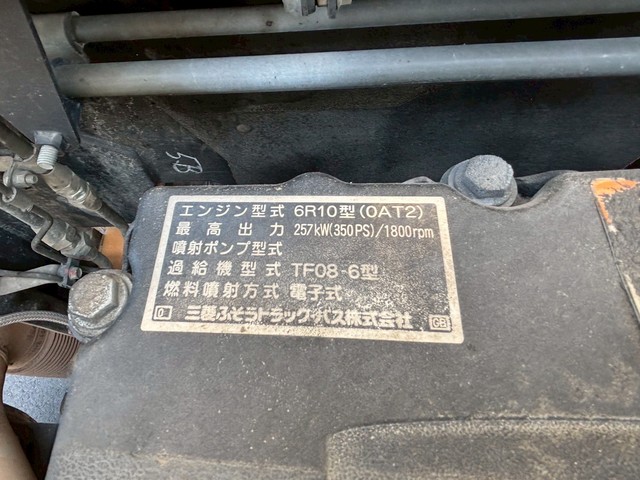 5B
エンジン型式 6R10型(0AT2)
最高出力 257kW(350PS)/1800rpm
噴射ポンプ型式
過給機型式 TF08-6型
燃料噴射方式 電子式
三菱ふそうトラック・バス株式会社 GB